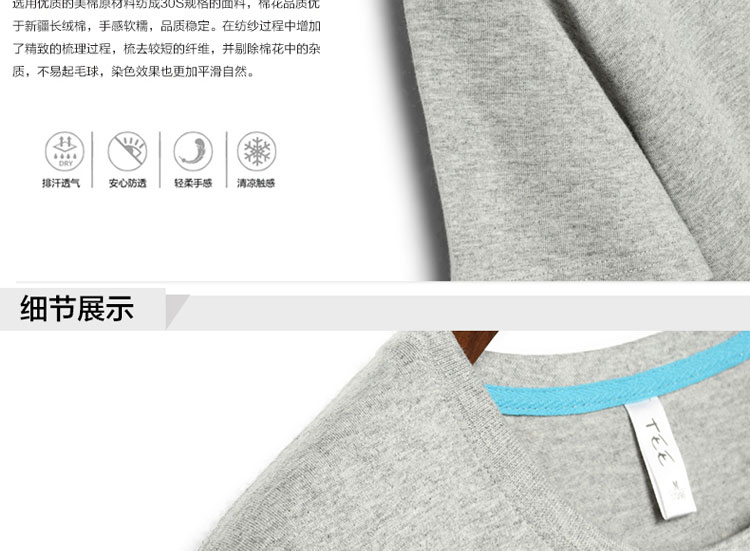 选用优质的美棉原材料纺成30S规格的面料，棉花品质优
于新疆长绒棉，手感软糯，品质稳定。在纺纱过程中增加
了精致的梳理过程，梳去较短的纤维，并剔除棉花中的杂
质，不易起毛球，染色效果也更加平滑自然。
DRY
排汗透气 安心防透 轻柔手感 清凉触感
细节展示
TEE
M